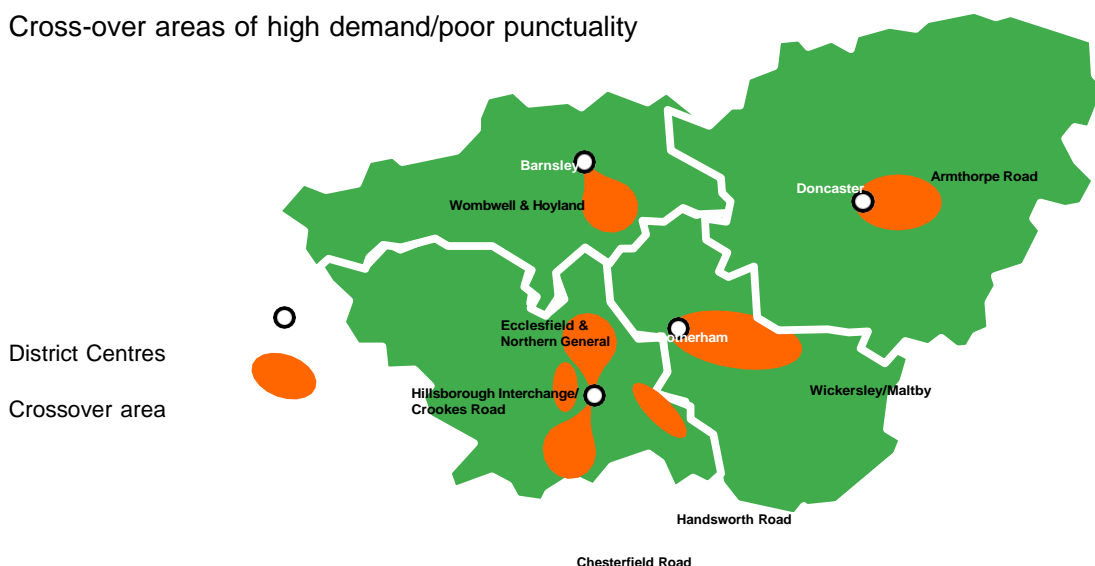 Cross-over areas of high demand/poor punctuality
Barnsley
Wombwell & Hoyland
Doncaster
Armthorpe Road
Ecclesfield &
Northern General
Rotherham
District Centres
Hillsborough Interchange/
Crookes Road
Wickersley/Maltby
Crossover area
Handsworth Road
Chesterfield Road